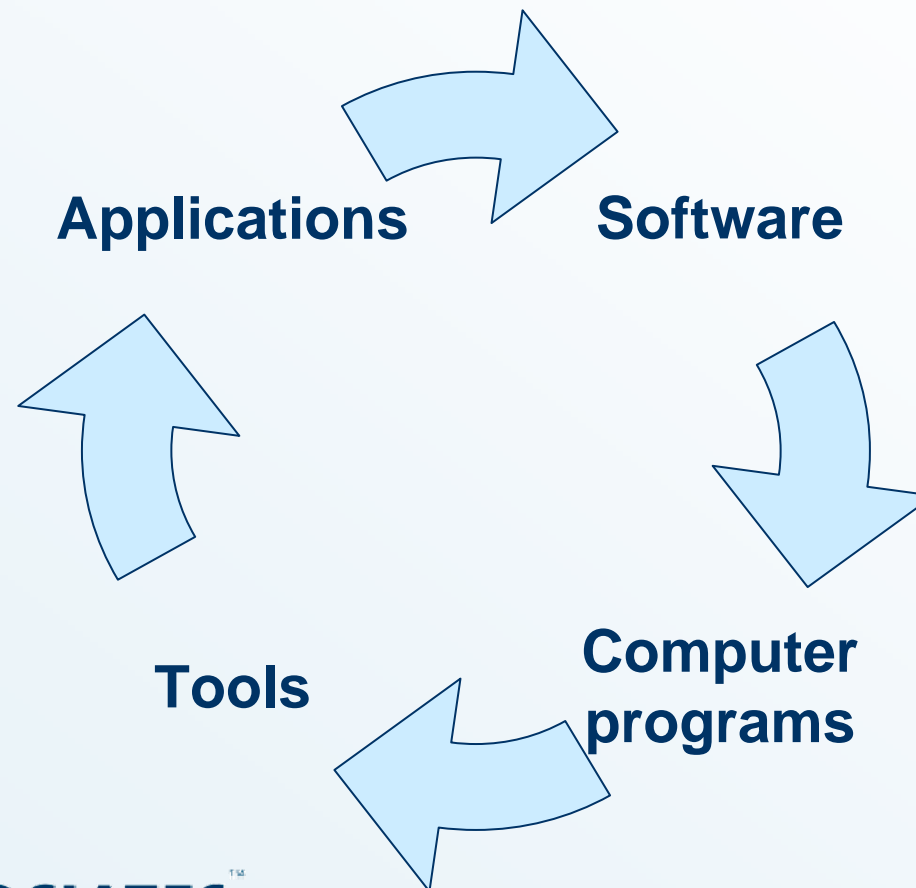 Applications
Software
Computer
programs
Tools